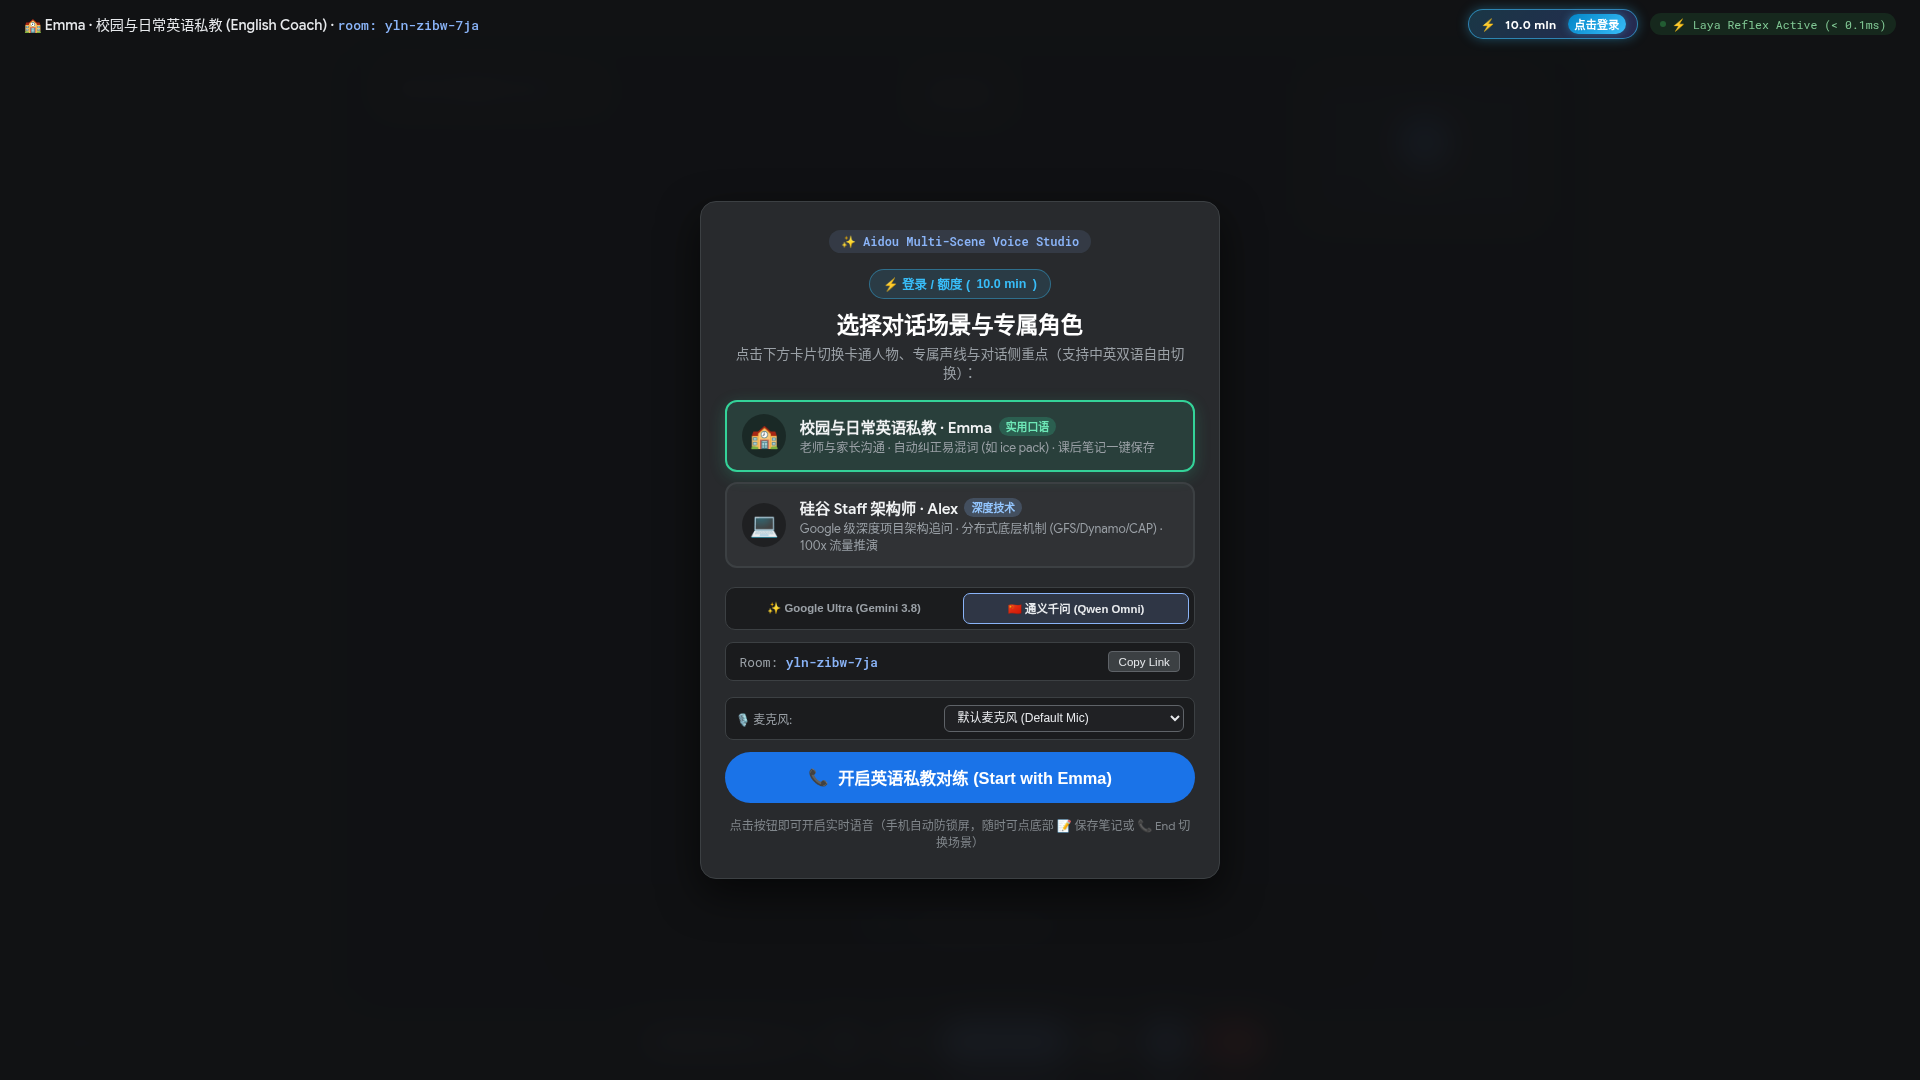 🏫 Emma · 校园与日常英语私教 (English Coach) · room: yln-zibw-7ja
⚡ 10.0 min 点击登录
⚡ Laya Reflex Active (< 0.1ms)
✨ Aidou Multi-Scene Voice Studio
⚡ 登录 / 额度 ( 10.0 min )
选择对话场景与专属角色
点击下方卡片切换卡通人物、专属声线与对话侧重点（支持中英双语自由切
换）：
校园与日常英语私教 · Emma 实用口语
老师与家长沟通 · 自动纠正易混词 (如 ice pack) · 课后笔记一键保存
硅谷 Staff 架构师 · Alex 深度技术
Google 级深度项目架构追问 · 分布式底层机制 (GFS/Dynamo/CAP) ·
100x 流量推演
✨ Google Ultra (Gemini 3.8)
🇨🇳 通义千问 (Qwen Omni)
Room: yln-zibw-7ja
Copy Link
🎙️ 麦克风:
默认麦克风 (Default Mic)
📞 开启英语私教对练 (Start with Emma)
点击按钮即可开启实时语音（手机自动防锁屏，随时可点底部 📝 保存笔记或 📞 End 切
换场景）